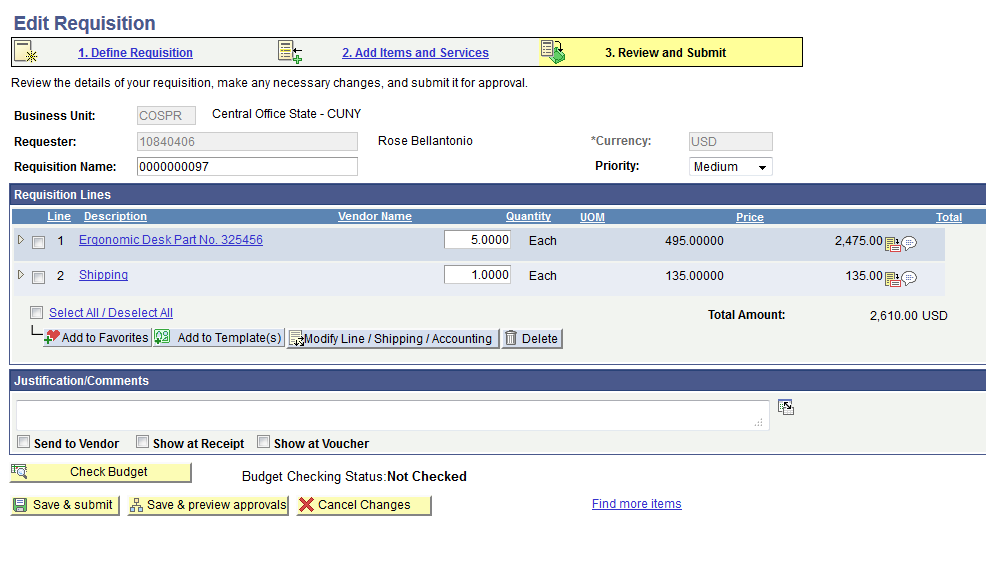 Edit Requisition
1. Define Requisition 2. Add Items and Services 3. Review and Submit
Review the details of your requisition, make any necessary changes, and submit it for approval.
Business Unit: COSPR Central Office State - CUNY
Requester: 10840406 Rose Bellantonio *Currency: USD
Requisition Name: 0000000097 Priority: Medium
Requisition Lines
Line Description Vendor Name Quantity UOM Price Total
1 Ergonomic Desk Part No. 325456 5.0000 Each 495.00000 2,475.00
2 Shipping 1.0000 Each 135.00000 135.00
Select All / Deselect All Total Amount: 2,610.00 USD
Add to Favorites Add to Template(s) Modify Line / Shipping / Accounting Delete
Justification/Comments
Send to Vendor Show at Receipt Show at Voucher
Check Budget Budget Checking Status:Not Checked
Save & submit Save & preview approvals Cancel Changes Find more items